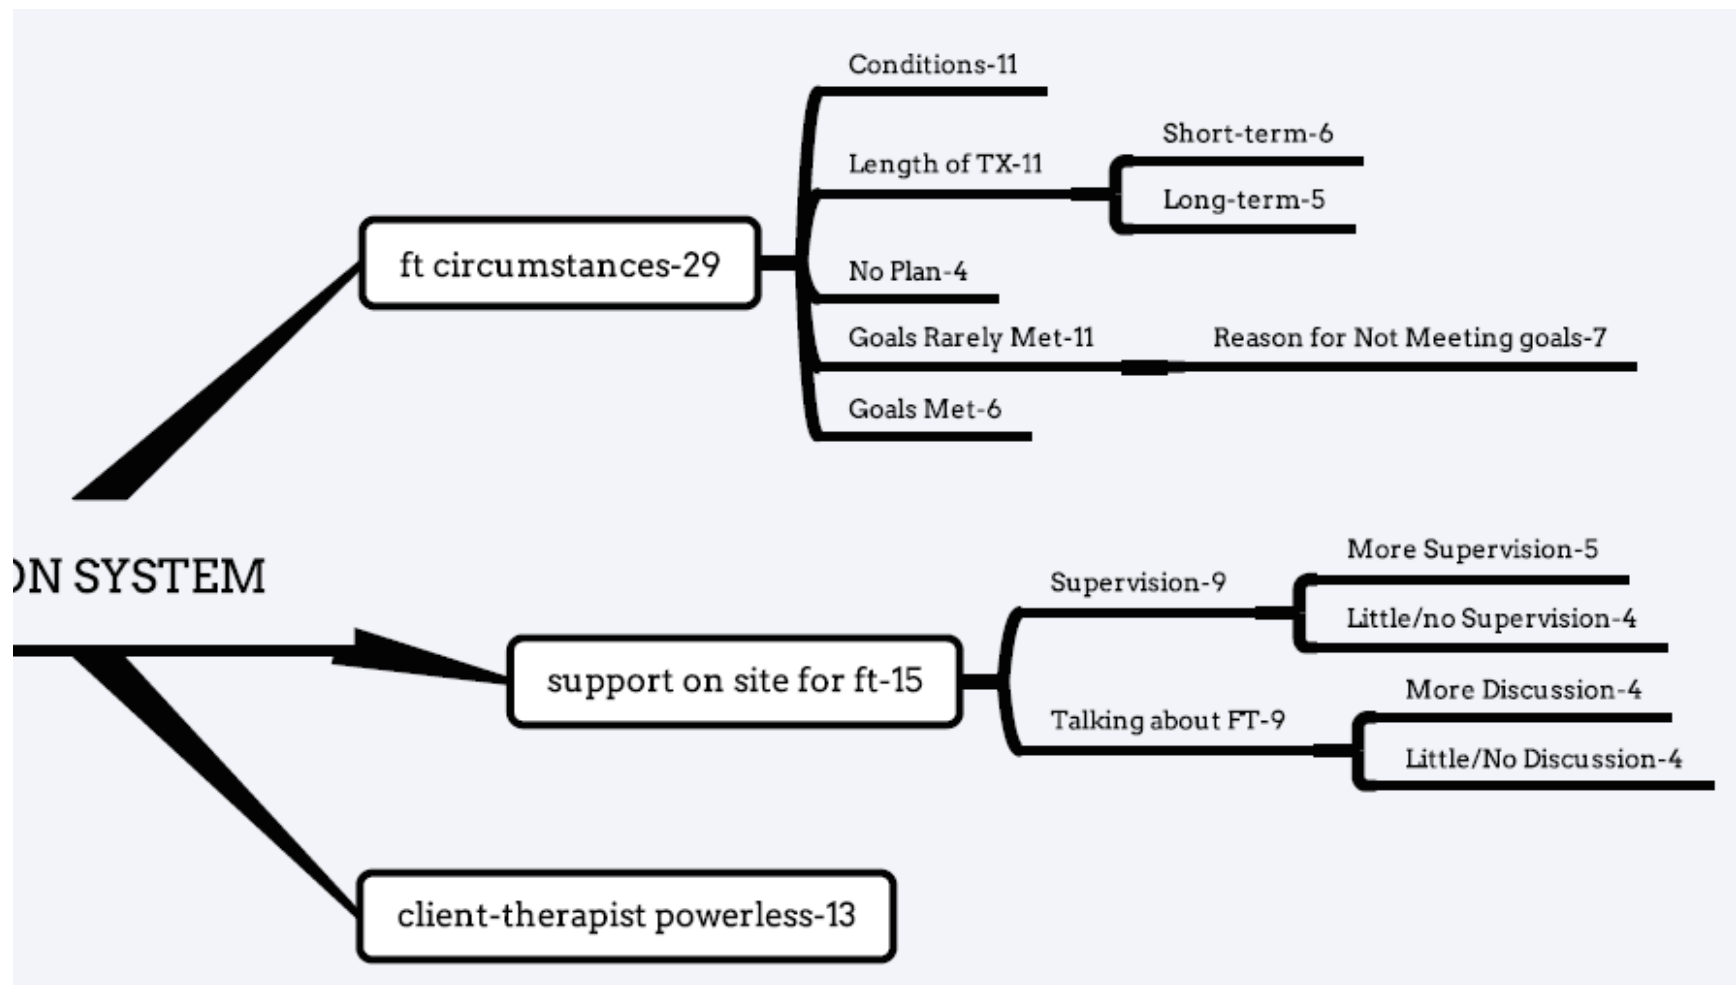 Conditions-11
Short-term-6
Length of TX-11
Long-term-5
ft circumstances-29
No Plan-4
Goals Rarely Met-11
Reason for Not Meeting goals-7
Goals Met-6
ON SYSTEM
More Supervision-5
Supervision-9
Little/no Supervision-4
support on site for ft-15
More Discussion-4
Talking about FT-9
Little/No Discussion-4
client-therapist powerless-13